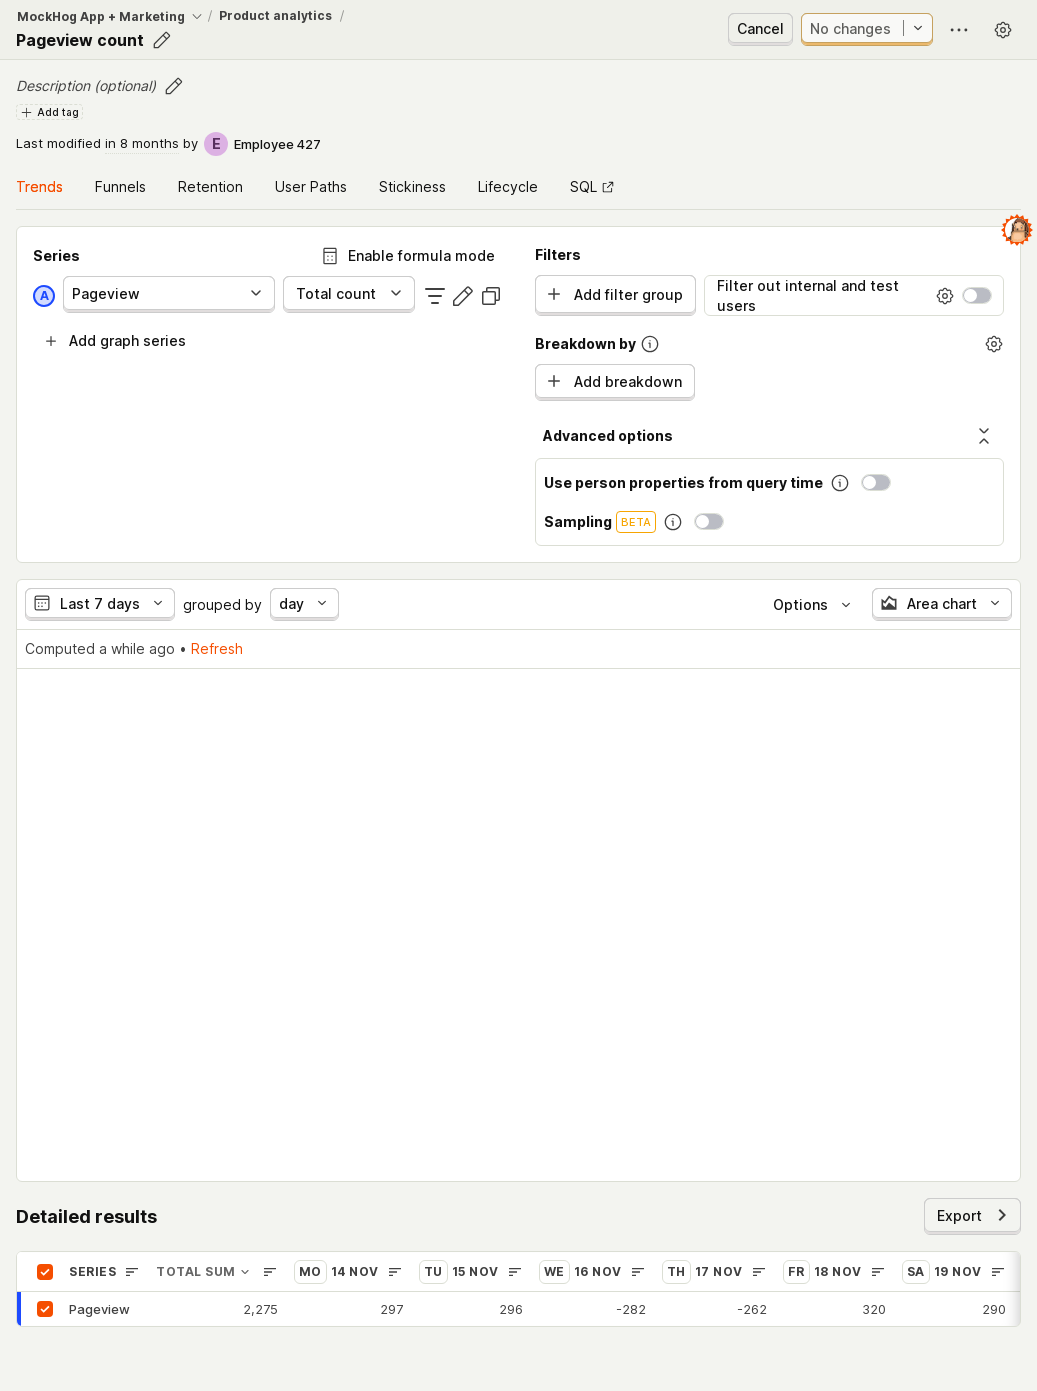 MockHog App + Marketing / Product analytics /
Pageview count
Cancel
No changes
Description (optional)
Add tag
Last modified in 8 months by E Employee 427
Trends Funnels Retention User Paths Stickiness Lifecycle SQL
Series
Enable formula mode
A Pageview Total count
Add graph series
Filters
Add filter group
Filter out internal and test
users
Breakdown by
Add breakdown
Advanced options
Use person properties from query time
Sampling BETA
Last 7 days grouped by day
Options Area chart
Computed a while ago • Refresh
Detailed results
Export
SERIES TOTAL SUM MO 14 NOV TU 15 NOV WE 16 NOV TH 17 NOV FR 18 NOV SA 19 NOV
Pageview 2,275 297 296 -282 -262 320 290